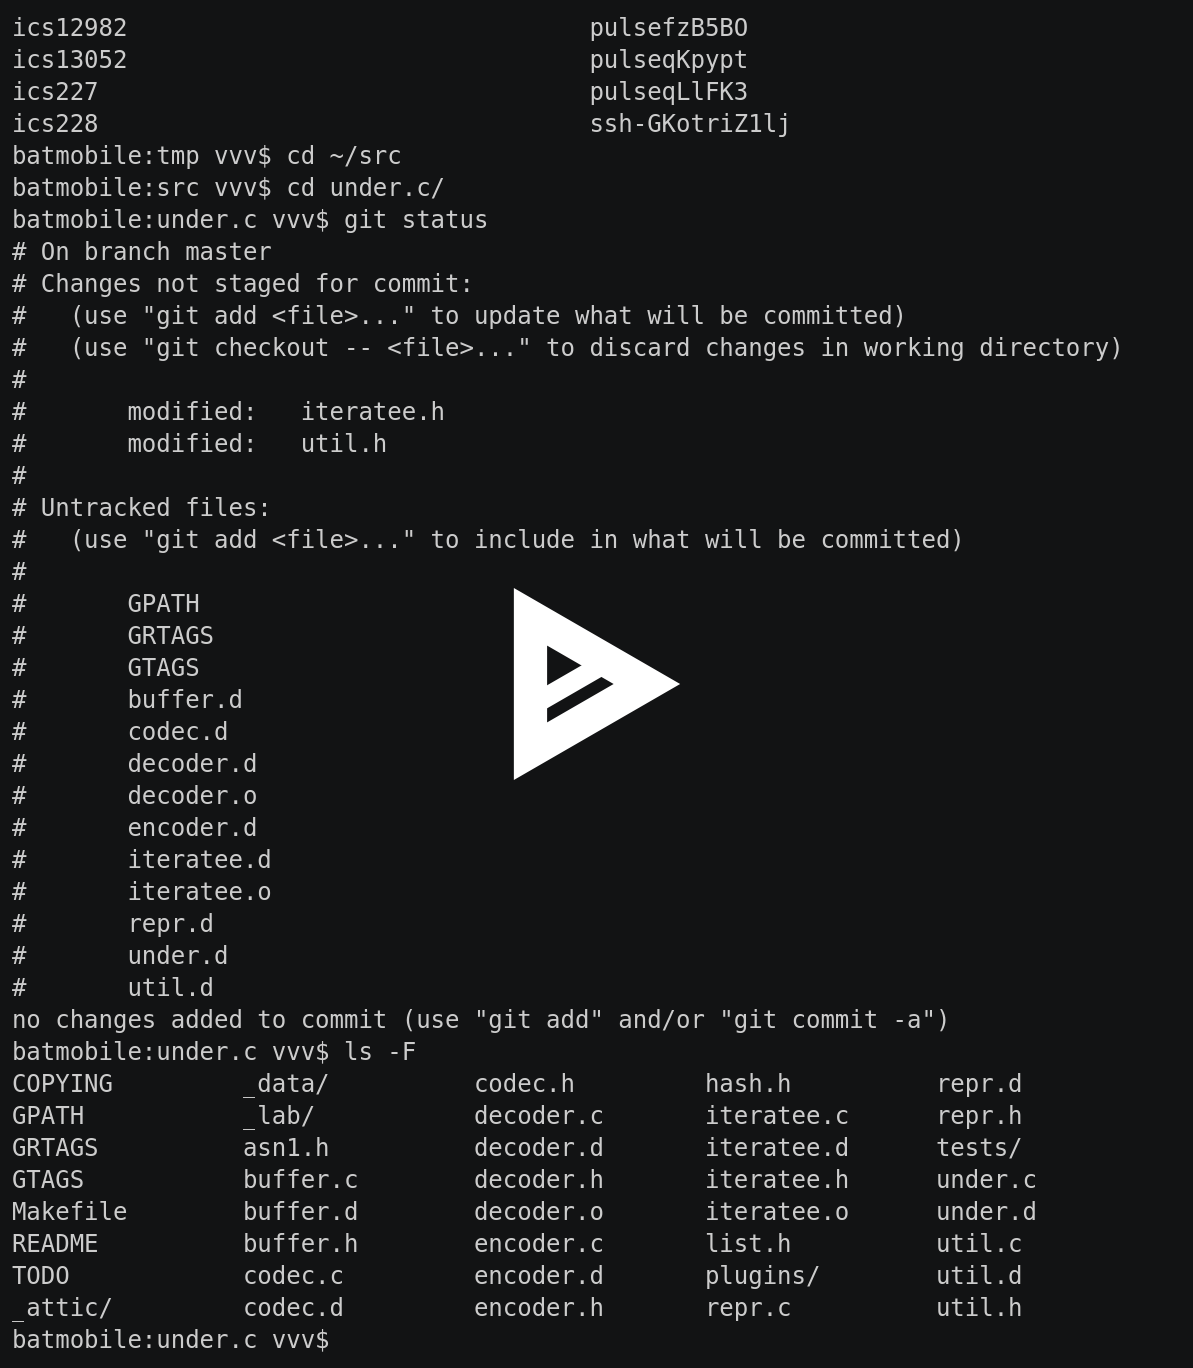 ics12982                                pulsefzB5BO
ics13052                                pulseqKpypt
ics227                                  pulseqLlFK3
ics228                                  ssh-GKotriZ1lj
batmobile:tmp vvv$ cd ~/src
batmobile:src vvv$ cd under.c/
batmobile:under.c vvv$ git status
# On branch master
# Changes not staged for commit:
#   (use "git add <file>..." to update what will be committed)
#   (use "git checkout -- <file>..." to discard changes in working directory)
#
#       modified:   iteratee.h
#       modified:   util.h
#
# Untracked files:
#   (use "git add <file>..." to include in what will be committed)
#
#       GPATH
#       GRTAGS
#       GTAGS
#       buffer.d
#       codec.d
#       decoder.d
#       decoder.o
#       encoder.d
#       iteratee.d
#       iteratee.o
#       repr.d
#       under.d
#       util.d
no changes added to commit (use "git add" and/or "git commit -a")
batmobile:under.c vvv$ ls -F
COPYING         _data/          codec.h         hash.h          repr.d
GPATH           _lab/           decoder.c       iteratee.c      repr.h
GRTAGS          asn1.h          decoder.d       iteratee.d      tests/
GTAGS           buffer.c        decoder.h       iteratee.h      under.c
Makefile        buffer.d        decoder.o       iteratee.o      under.d
README          buffer.h        encoder.c       list.h          util.c
TODO            codec.c         encoder.d       plugins/        util.d
_attic/         codec.d         encoder.h       repr.c          util.h
batmobile:under.c vvv$